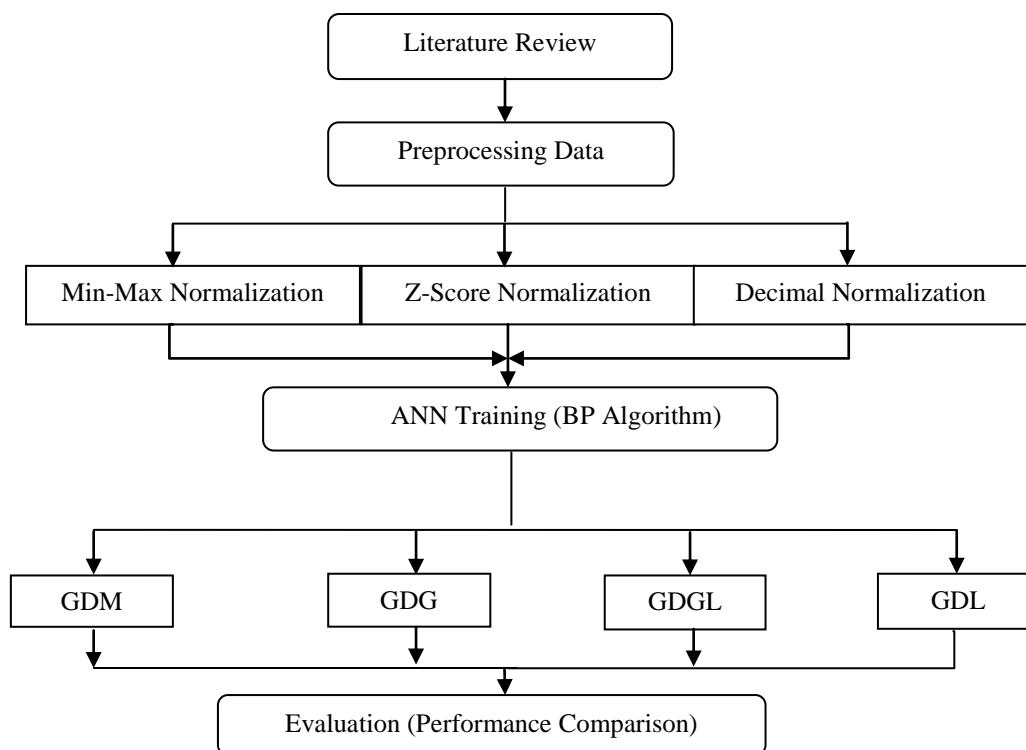 Literature Review
Preprocessing Data
Min-Max Normalization
Z-Score Normalization
Decimal Normalization
ANN Training (BP Algorithm)
GDM
GDG
GDGL
GDL
Evaluation (Performance Comparison)